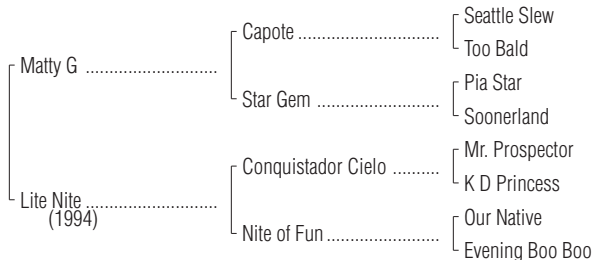 Seattle Slew
Capote ..............................
Too Bald
Matty G ............................
Pia Star
Star Gem ..........................
Soonerland
Mr. Prospector
Conquistador Cielo ..........
K D Princess
Lite Nite ............................
(1994)
Our Native
Nite of Fun ........................
Evening Boo Boo